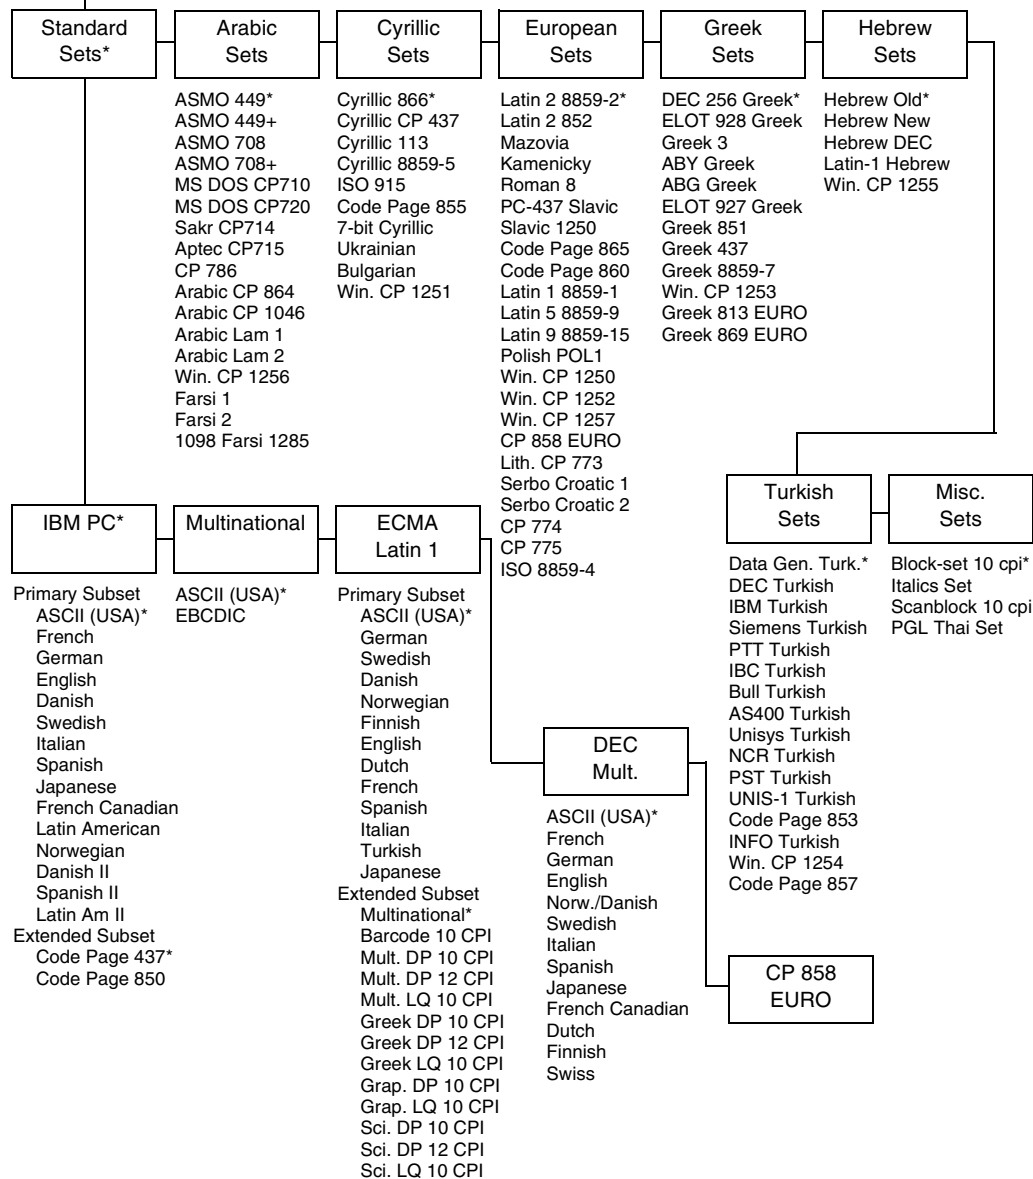 Standard
Sets*
Arabic
Sets
Cyrillic
Sets
European
Sets
Greek
Sets
Hebrew
Sets
ASMO 449*
ASMO 449+
ASMO 708
ASMO 708+
MS DOS CP710
MS DOS CP720
Sakr CP714
Aptec CP715
CP 786
Arabic CP 864
Arabic CP 1046
Arabic Lam 1
Arabic Lam 2
Win. CP 1256
Farsi 1
Farsi 2
1098 Farsi 1285
Cyrillic 866*
Cyrillic CP 437
Cyrillic 113
Cyrillic 8859-5
ISO 915
Code Page 855
7-bit Cyrillic
Ukrainian
Bulgarian
Win. CP 1251
Latin 2 8859-2*
Latin 2 852
Mazovia
Kamenicky
Roman 8
PC-437 Slavic
Slavic 1250
Code Page 865
Code Page 860
Latin 1 8859-1
Latin 5 8859-9
Latin 9 8859-15
Polish POL1
Win. CP 1250
Win. CP 1252
Win. CP 1257
CP 858 EURO
Lith. CP 773
Serbo Croatic 1
Serbo Croatic 2
CP 774
CP 775
ISO 8859-4
DEC 256 Greek*
ELOT 928 Greek
Greek 3
ABY Greek
ABG Greek
ELOT 927 Greek
Greek 851
Greek 437
Greek 8859-7
Win. CP 1253
Greek 813 EURO
Greek 869 EURO
Hebrew Old*
Hebrew New
Hebrew DEC
Latin-1 Hebrew
Win. CP 1255
Turkish
Sets
Misc.
Sets
Data Gen. Turk.*
DEC Turkish
IBM Turkish
Siemens Turkish
PTT Turkish
IBC Turkish
Bull Turkish
AS400 Turkish
Unisys Turkish
NCR Turkish
PST Turkish
UNIS-1 Turkish
Code Page 853
INFO Turkish
Win. CP 1254
Code Page 857
Block-set 10 cpi*
Italics Set
Scanblock 10 cpi
PGL Thai Set
IBM PC*
Multinational
ECMA
Latin 1
Primary Subset
ASCII (USA)*
French
German
English
Danish
Swedish
Italian
Spanish
Japanese
French Canadian
Latin American
Norwegian
Danish II
Spanish II
Latin Am II
Extended Subset
Code Page 437*
Code Page 850
ASCII (USA)*
EBCDIC
Primary Subset
ASCII (USA)*
German
Swedish
Danish
Norwegian
Finnish
English
Dutch
French
Spanish
Italian
Turkish
Japanese
Extended Subset
Multinational*
Barcode 10 CPI
Mult. DP 10 CPI
Mult. DP 12 CPI
Mult. LQ 10 CPI
Greek DP 10 CPI
Greek DP 12 CPI
Greek LQ 10 CPI
Grap. DP 10 CPI
Grap. LQ 10 CPI
Sci. DP 10 CPI
Sci. DP 12 CPI
Sci. LQ 10 CPI
DEC
Mult.
ASCII (USA)*
French
German
English
Norw./Danish
Swedish
Italian
Spanish
Japanese
French Canadian
Dutch
Finnish
Swiss
CP 858
EURO